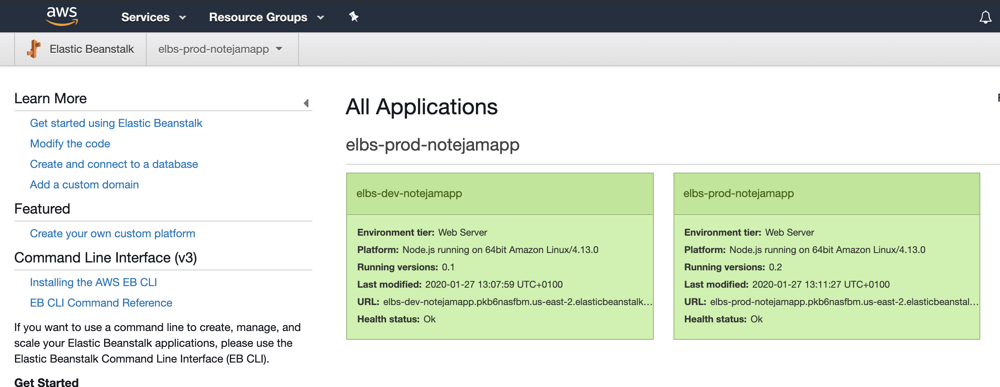 aws
Services
Resource Groups
Elastic Beanstalk
elbs-prod-notejamapp
Learn More
Get started using Elastic Beanstalk
Modify the code
Create and connect to a database
Add a custom domain
Featured
Create your own custom platform
Command Line Interface (v3)
Installing the AWS EB CLI
EB CLI Command Reference
If you want to use a command line to create, manage, and
scale your Elastic Beanstalk applications, please use the
Elastic Beanstalk Command Line Interface (EB CLI).
Get Started
All Applications
elbs-prod-notejamapp
elbs-dev-notejamapp
Environment tier: Web Server
Platform: Node.js running on 64bit Amazon Linux/4.13.0
Running versions: 0.1
Last modified: 2020-01-27 13:07:59 UTC+0100
URL: elbs-dev-notejamapp.pkb6nasfbm.us-east-2.elasticbeanstalk...
Health status: Ok
elbs-prod-notejamapp
Environment tier: Web Server
Platform: Node.js running on 64bit Amazon Linux/4.13.0
Running versions: 0.2
Last modified: 2020-01-27 13:11:27 UTC+0100
URL: elbs-prod-notejamapp.pkb6nasfbm.us-east-2.elasticbeanstal...
Health status: Ok